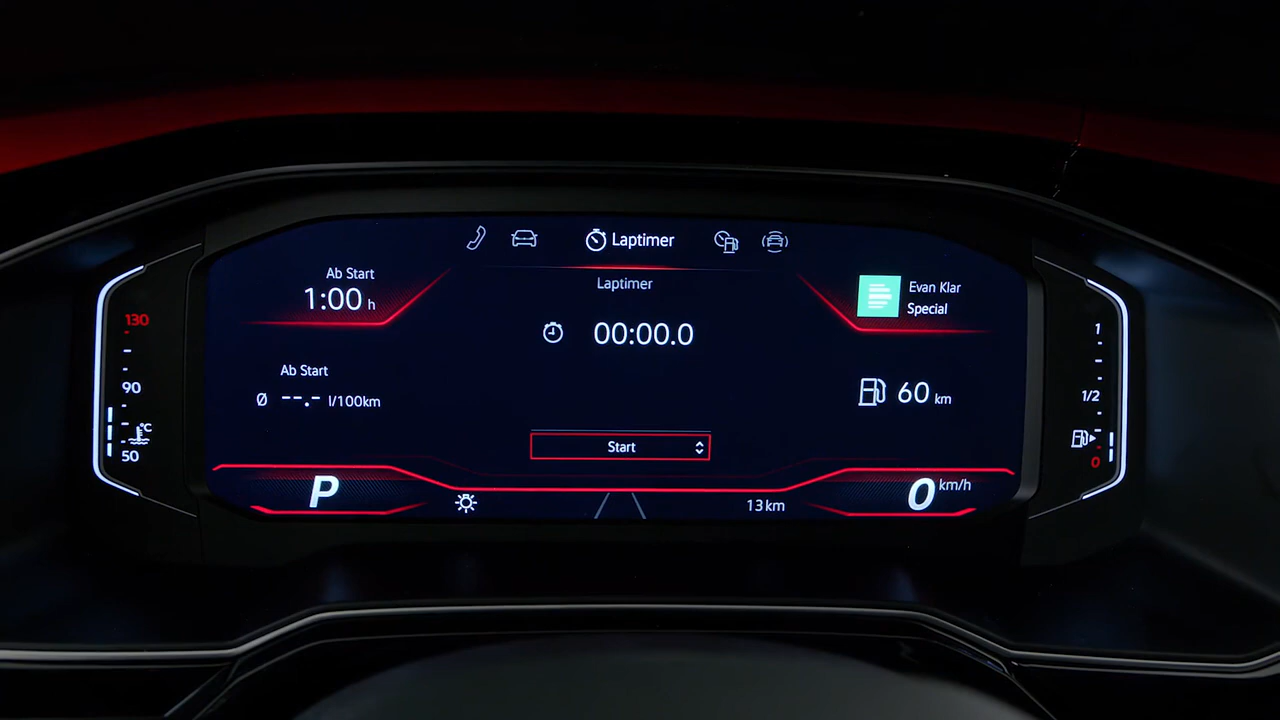 Laptimer
Ab Start
1:00 h
Laptimer
00:00.0
Evan Klar
Special
Ab Start
Ø --.- l/100km
60 km
Start
P
13 km
0 km/h
130
90
°C
50
1
1/2
0